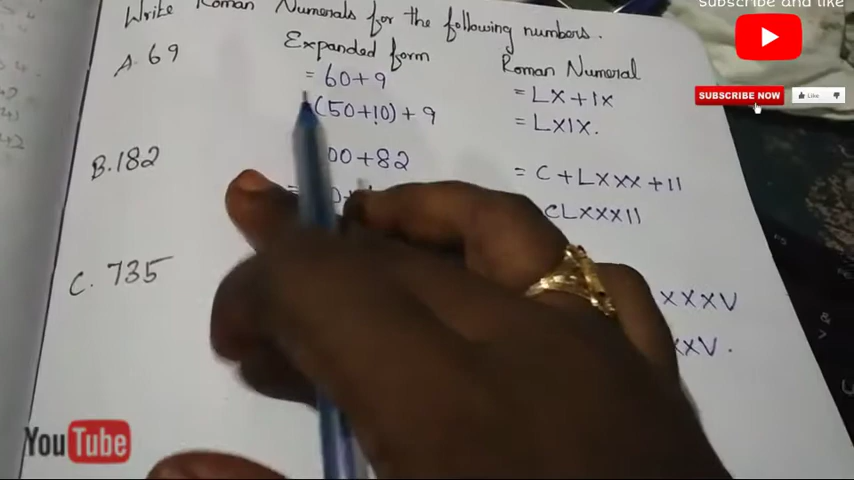 Subscribe and like
Write Roman Numerals for the following numbers.
Expanded form Roman Numeral
A. 69 = 60+9 = LX+IX
(50+10)+9 = LXIX.
B. 182 00+82 = C+LXXX+II
CLXXXII
C. 735 XXXV
XXV.
SUBSCRIBE NOW Like
YouTube